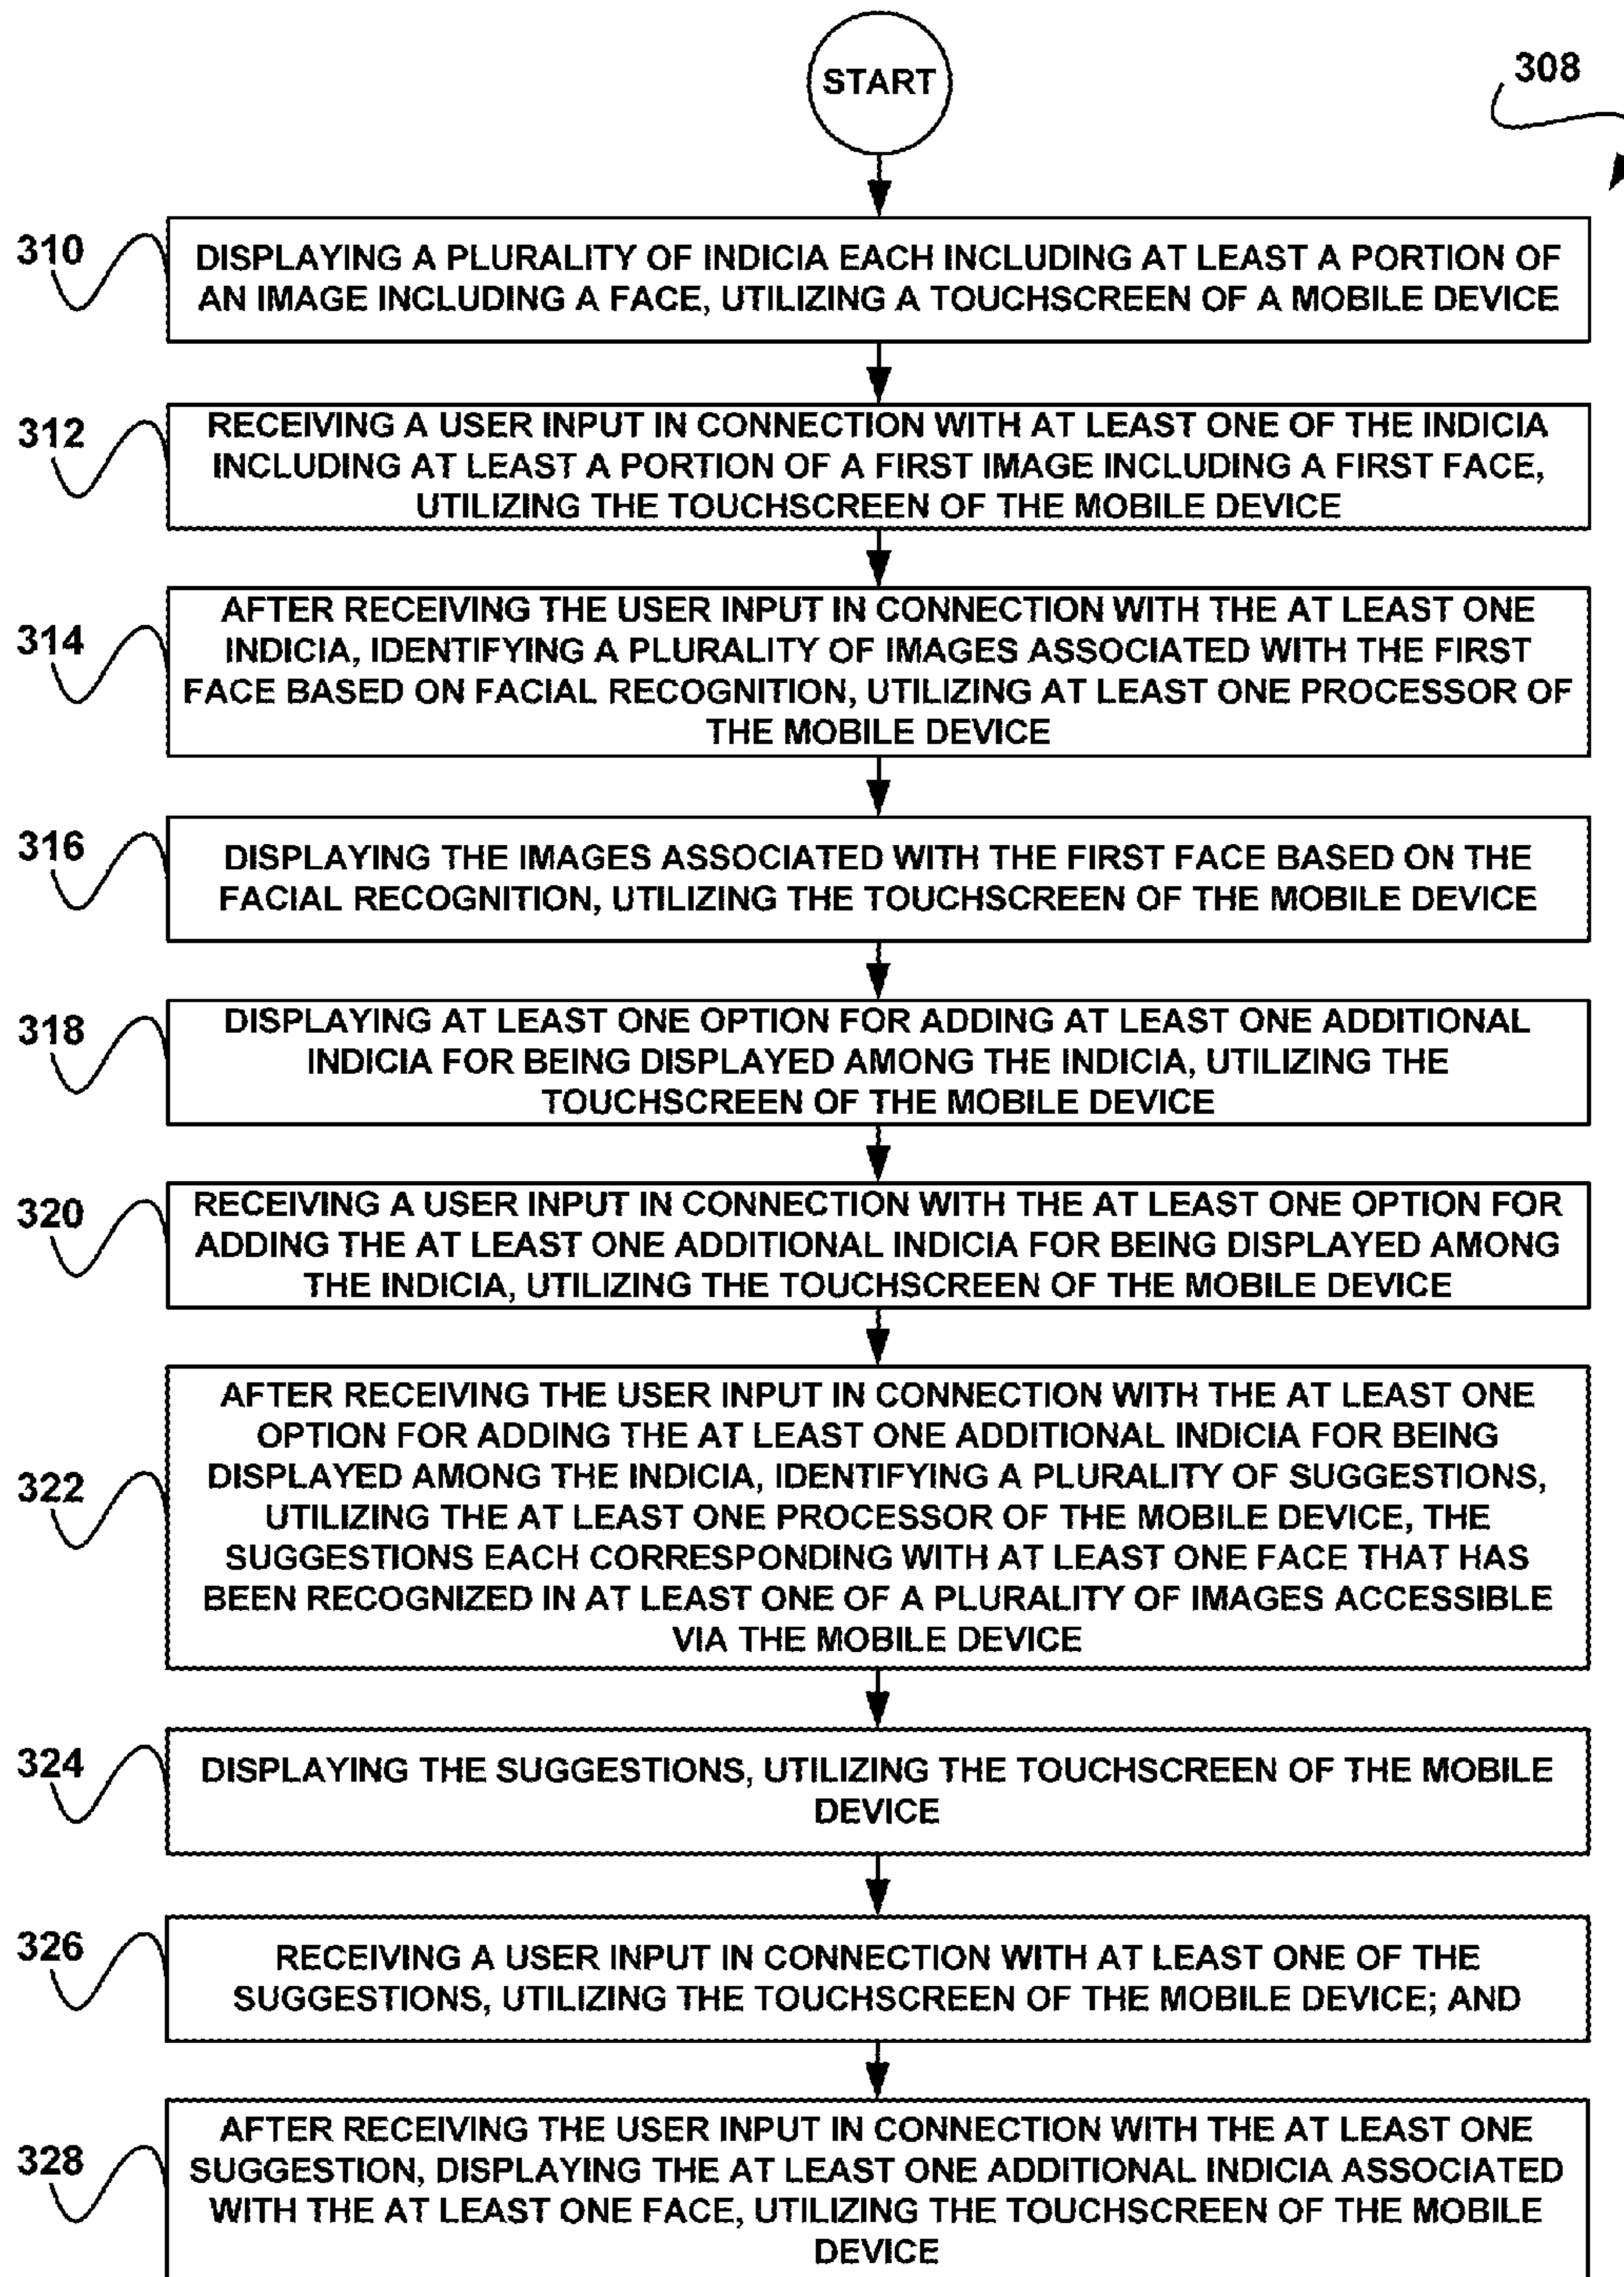 START
308
310
DISPLAYING A PLURALITY OF INDICIA EACH INCLUDING AT LEAST A PORTION OF
AN IMAGE INCLUDING A FACE, UTILIZING A TOUCHSCREEN OF A MOBILE DEVICE
312
RECEIVING A USER INPUT IN CONNECTION WITH AT LEAST ONE OF THE INDICIA
INCLUDING AT LEAST A PORTION OF A FIRST IMAGE INCLUDING A FIRST FACE,
UTILIZING THE TOUCHSCREEN OF THE MOBILE DEVICE
314
AFTER RECEIVING THE USER INPUT IN CONNECTION WITH THE AT LEAST ONE
INDICIA, IDENTIFYING A PLURALITY OF IMAGES ASSOCIATED WITH THE FIRST
FACE BASED ON FACIAL RECOGNITION, UTILIZING AT LEAST ONE PROCESSOR OF
THE MOBILE DEVICE
316
DISPLAYING THE IMAGES ASSOCIATED WITH THE FIRST FACE BASED ON THE
FACIAL RECOGNITION, UTILIZING THE TOUCHSCREEN OF THE MOBILE DEVICE
318
DISPLAYING AT LEAST ONE OPTION FOR ADDING AT LEAST ONE ADDITIONAL
INDICIA FOR BEING DISPLAYED AMONG THE INDICIA, UTILIZING THE
TOUCHSCREEN OF THE MOBILE DEVICE
320
RECEIVING A USER INPUT IN CONNECTION WITH THE AT LEAST ONE OPTION FOR
ADDING THE AT LEAST ONE ADDITIONAL INDICIA FOR BEING DISPLAYED AMONG
THE INDICIA, UTILIZING THE TOUCHSCREEN OF THE MOBILE DEVICE
322
AFTER RECEIVING THE USER INPUT IN CONNECTION WITH THE AT LEAST ONE
OPTION FOR ADDING THE AT LEAST ONE ADDITIONAL INDICIA FOR BEING
DISPLAYED AMONG THE INDICIA, IDENTIFYING A PLURALITY OF SUGGESTIONS,
UTILIZING THE AT LEAST ONE PROCESSOR OF THE MOBILE DEVICE, THE
SUGGESTIONS EACH CORRESPONDING WITH AT LEAST ONE FACE THAT HAS
BEEN RECOGNIZED IN AT LEAST ONE OF A PLURALITY OF IMAGES ACCESSIBLE
VIA THE MOBILE DEVICE
324
DISPLAYING THE SUGGESTIONS, UTILIZING THE TOUCHSCREEN OF THE MOBILE
DEVICE
326
RECEIVING A USER INPUT IN CONNECTION WITH AT LEAST ONE OF THE
SUGGESTIONS, UTILIZING THE TOUCHSCREEN OF THE MOBILE DEVICE; AND
328
AFTER RECEIVING THE USER INPUT IN CONNECTION WITH THE AT LEAST ONE
SUGGESTION, DISPLAYING THE AT LEAST ONE ADDITIONAL INDICIA ASSOCIATED
WITH THE AT LEAST ONE FACE, UTILIZING THE TOUCHSCREEN OF THE MOBILE
DEVICE